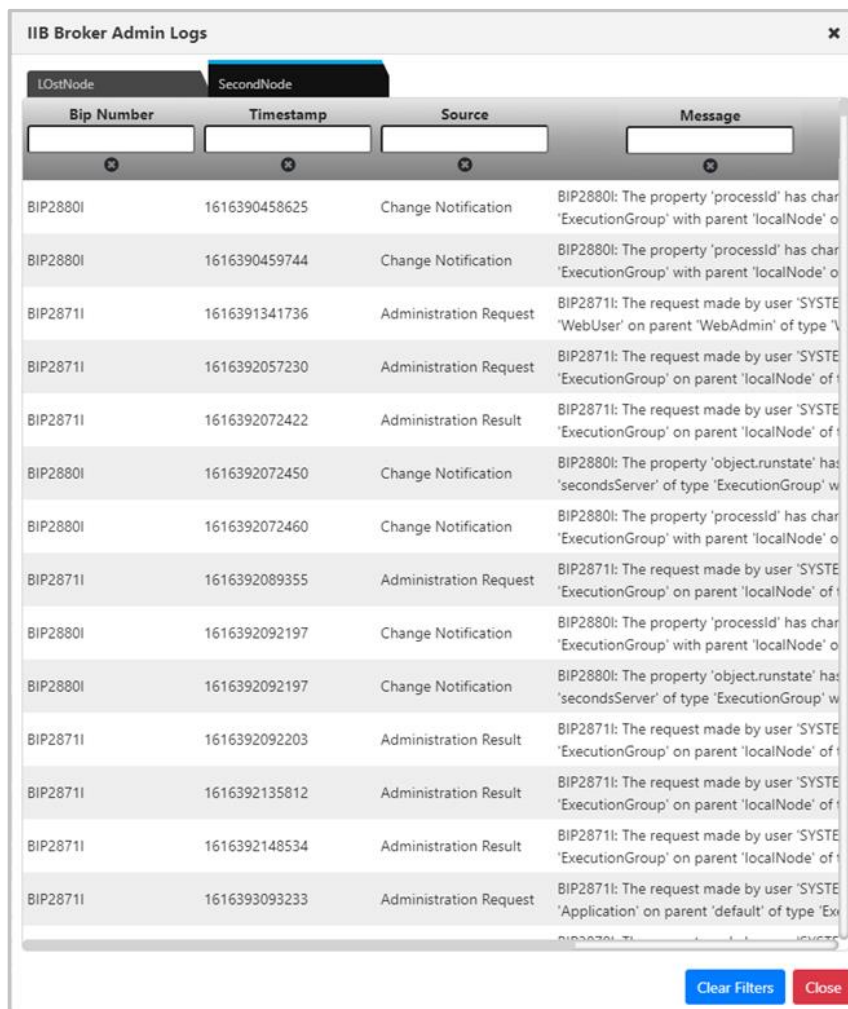 IIB Broker Admin Logs
LOstNode SecondNode
Bip Number Timestamp Source Message
BIP2880I 1616390458625 Change Notification BIP2880I: The property 'processId' has char
'ExecutionGroup' with parent 'localNode' o
BIP2880I 1616390459744 Change Notification BIP2880I: The property 'processId' has char
'ExecutionGroup' with parent 'localNode' o
BIP2871I 1616391341736 Administration Request BIP2871I: The request made by user 'SYSTE
'WebUser' on parent 'WebAdmin' of type
BIP2871I 1616392057230 Administration Request BIP2871I: The request made by user 'SYSTE
'ExecutionGroup' on parent 'localNode' of
BIP2871I 1616392072422 Administration Result BIP2871I: The request made by user 'SYSTE
'ExecutionGroup' on parent 'localNode' of
BIP2880I 1616392072450 Change Notification BIP2880I: The property 'object.runstate' has
'secondsServer' of type 'ExecutionGroup' w
BIP2880I 1616392072460 Change Notification BIP2880I: The property 'processId' has char
'ExecutionGroup' with parent 'localNode' o
BIP2871I 1616392089355 Administration Request BIP2871I: The request made by user 'SYSTE
'ExecutionGroup' on parent 'localNode' of
BIP2880I 1616392092197 Change Notification BIP2880I: The property 'processId' has char
'ExecutionGroup' with parent 'localNode' o
BIP2880I 1616392092197 Change Notification BIP2880I: The property 'object.runstate' has
'secondsServer' of type 'ExecutionGroup' w
BIP2871I 1616392092203 Administration Result BIP2871I: The request made by user 'SYSTE
'ExecutionGroup' on parent 'localNode' of
BIP2871I 1616392135812 Administration Result BIP2871I: The request made by user 'SYSTE
'ExecutionGroup' on parent 'localNode' of
BIP2871I 1616392148534 Administration Result BIP2871I: The request made by user 'SYSTE
'ExecutionGroup' on parent 'localNode' of
BIP2871I 1616393093233 Administration Request BIP2871I: The request made by user 'SYSTE
'Application' on parent 'default' of type 'Exe
Clear Filters Close